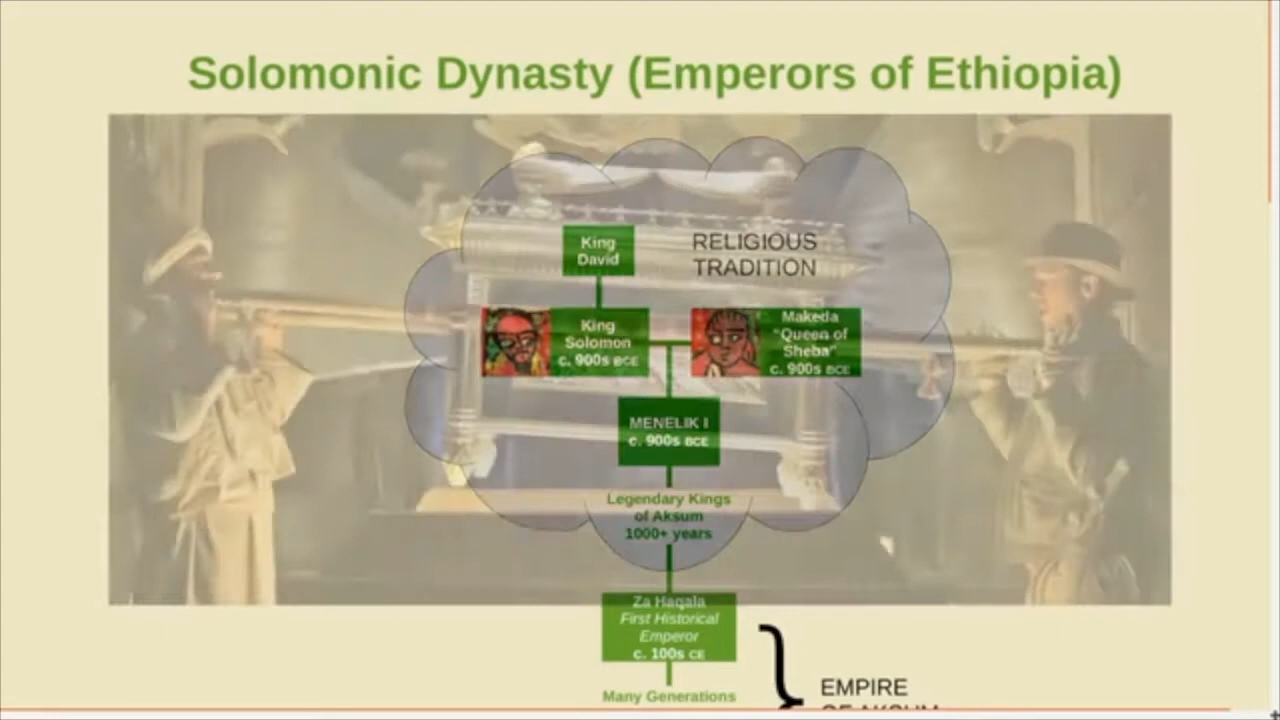 Solomonic Dynasty (Emperors of Ethiopia)
King
David
RELIGIOUS
TRADITION
King
Solomon
c. 900s BCE
Makeda
"Queen of
Sheba"
c. 900s BCE
MENELIK I
c. 900s BCE
Legendary Kings
of Aksum
1000+ years
Za Haqala
First Historical
Emperor
c. 100s CE
Many Generations
EMPIRE
OF AKSUM